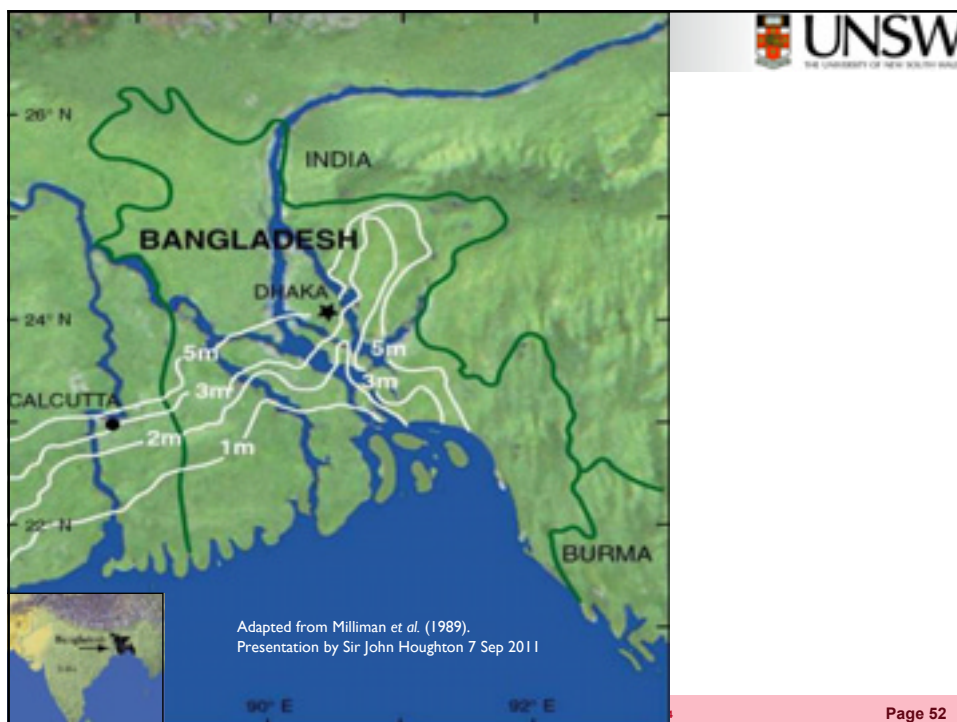 UNSW
THE UNIVERSITY OF NEW SOUTH WALES
26° N
INDIA
BANGLADESH
DHAKA
24° N
5m
5m
3m
3m
CALCUTTA
2m
1m
22° N
BURMA
Bangladesh
India
Adapted from Milliman et al. (1989).
Presentation by Sir John Houghton 7 Sep 2011
90° E
92° E
Page 52